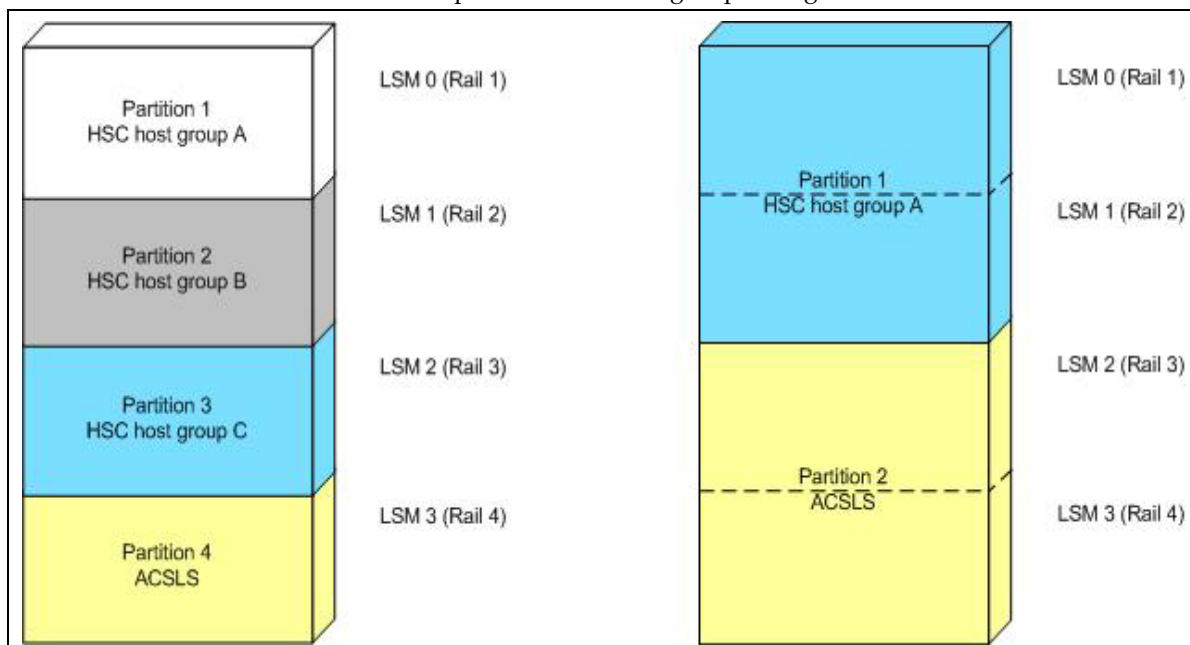 Partition 1
HSC host group A
Partition 2
HSC host group B
Partition 3
HSC host group C
Partition 4
ACSLS
LSM 0 (Rail 1)
LSM 1 (Rail 2)
LSM 2 (Rail 3)
LSM 3 (Rail 4)
Partition 1
HSC host group A
Partition 2
ACSLS
LSM 0 (Rail 1)
LSM 1 (Rail 2)
LSM 2 (Rail 3)
LSM 3 (Rail 4)